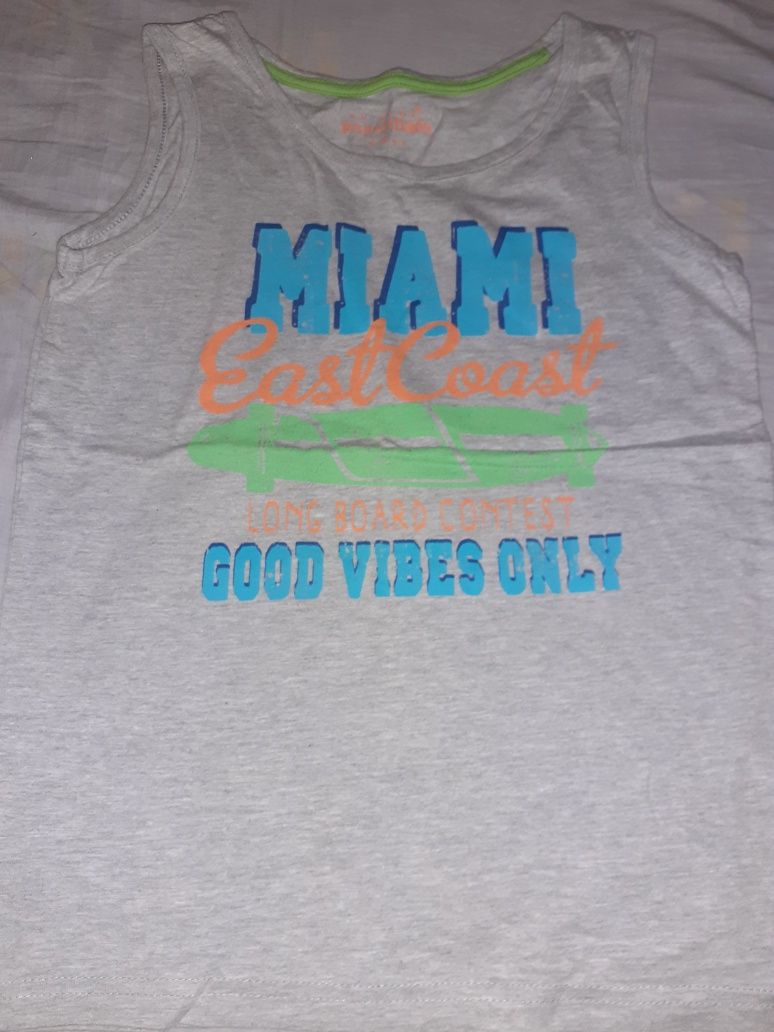 MIAMI
East Coast
LONG BOARD CONTEST
GOOD VIBES ONLY